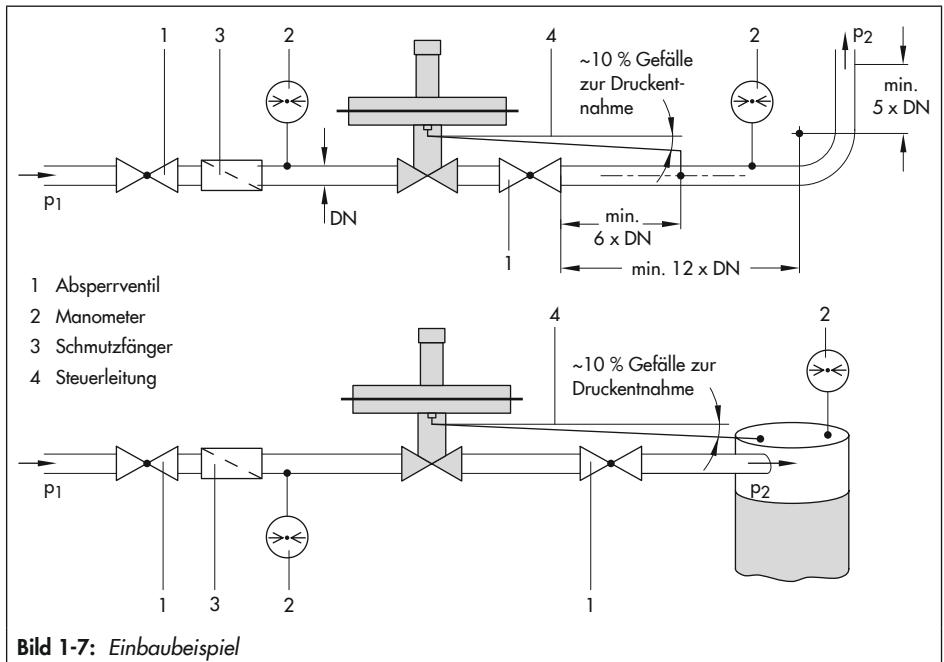 1
3
2
4
2
p2
~10 % Gefälle
zur Druckent-
nahme
min.
5 x DN
p1
DN
1
min.
6 x DN
min. 12 x DN
1 Absperrventil
2 Manometer
3 Schmutzfänger
4 Steuerleitung
4
2
~10 % Gefälle zur
Druckentnahme
p1
p2
1
3
2
1
Bild 1-7: Einbaubeispiel